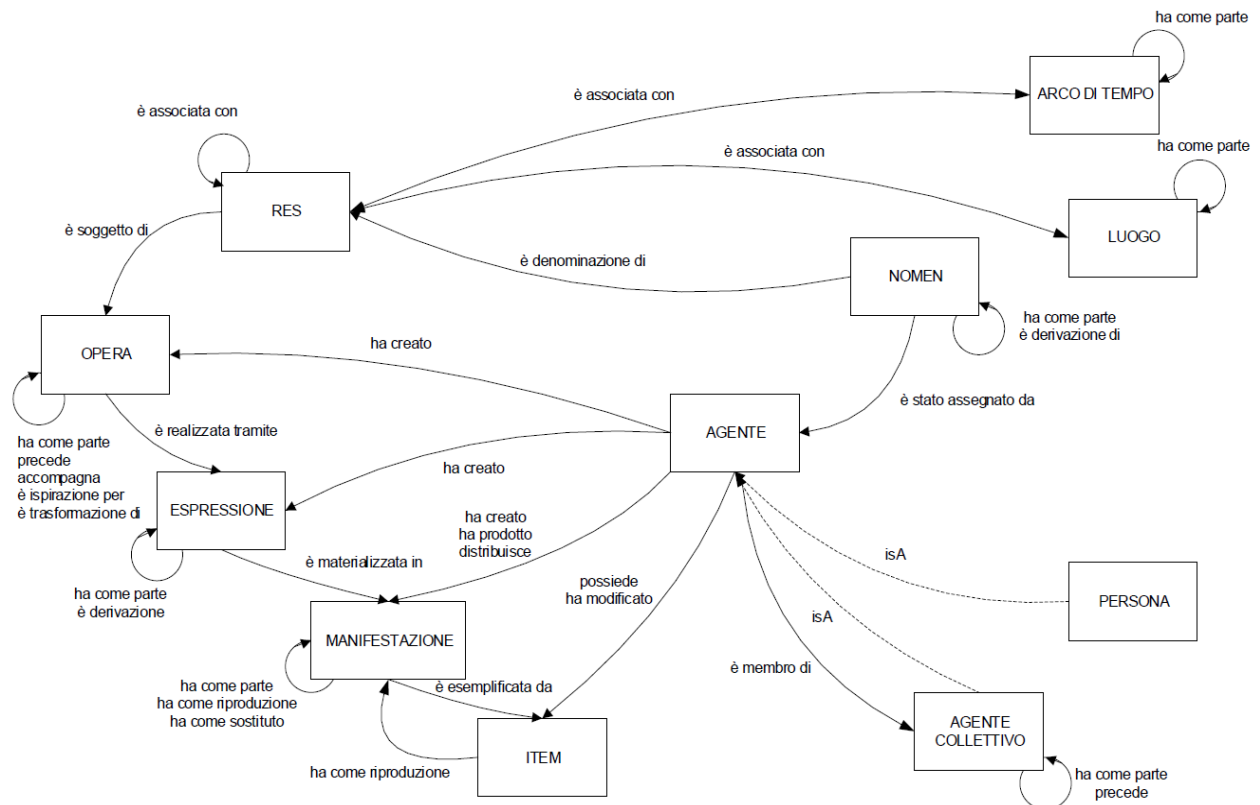 ha come parte
ARCO DI TEMPO
è associata con
è associata con
ha come parte
è associata con
RES
LUOGO
è soggetto di
è denominazione di
NOMEN
ha come parte
è derivazione di
OPERA
ha creato
è stato assegnato da
AGENTE
ha come parte
precede
accompagna
è ispirazione per
è trasformazione di
è realizzata tramite
ha creato
ESPRESSIONE
ha creato
ha prodotto
distribuisce
è materializzata in
isA
ha come parte
è derivazione
possiede
ha modificato
PERSONA
isA
MANIFESTAZIONE
è membro di
ha come parte
ha come riproduzione
ha come sostituto
è esemplificata da
AGENTE
COLLETTIVO
ITEM
ha come riproduzione
ha come parte
precede